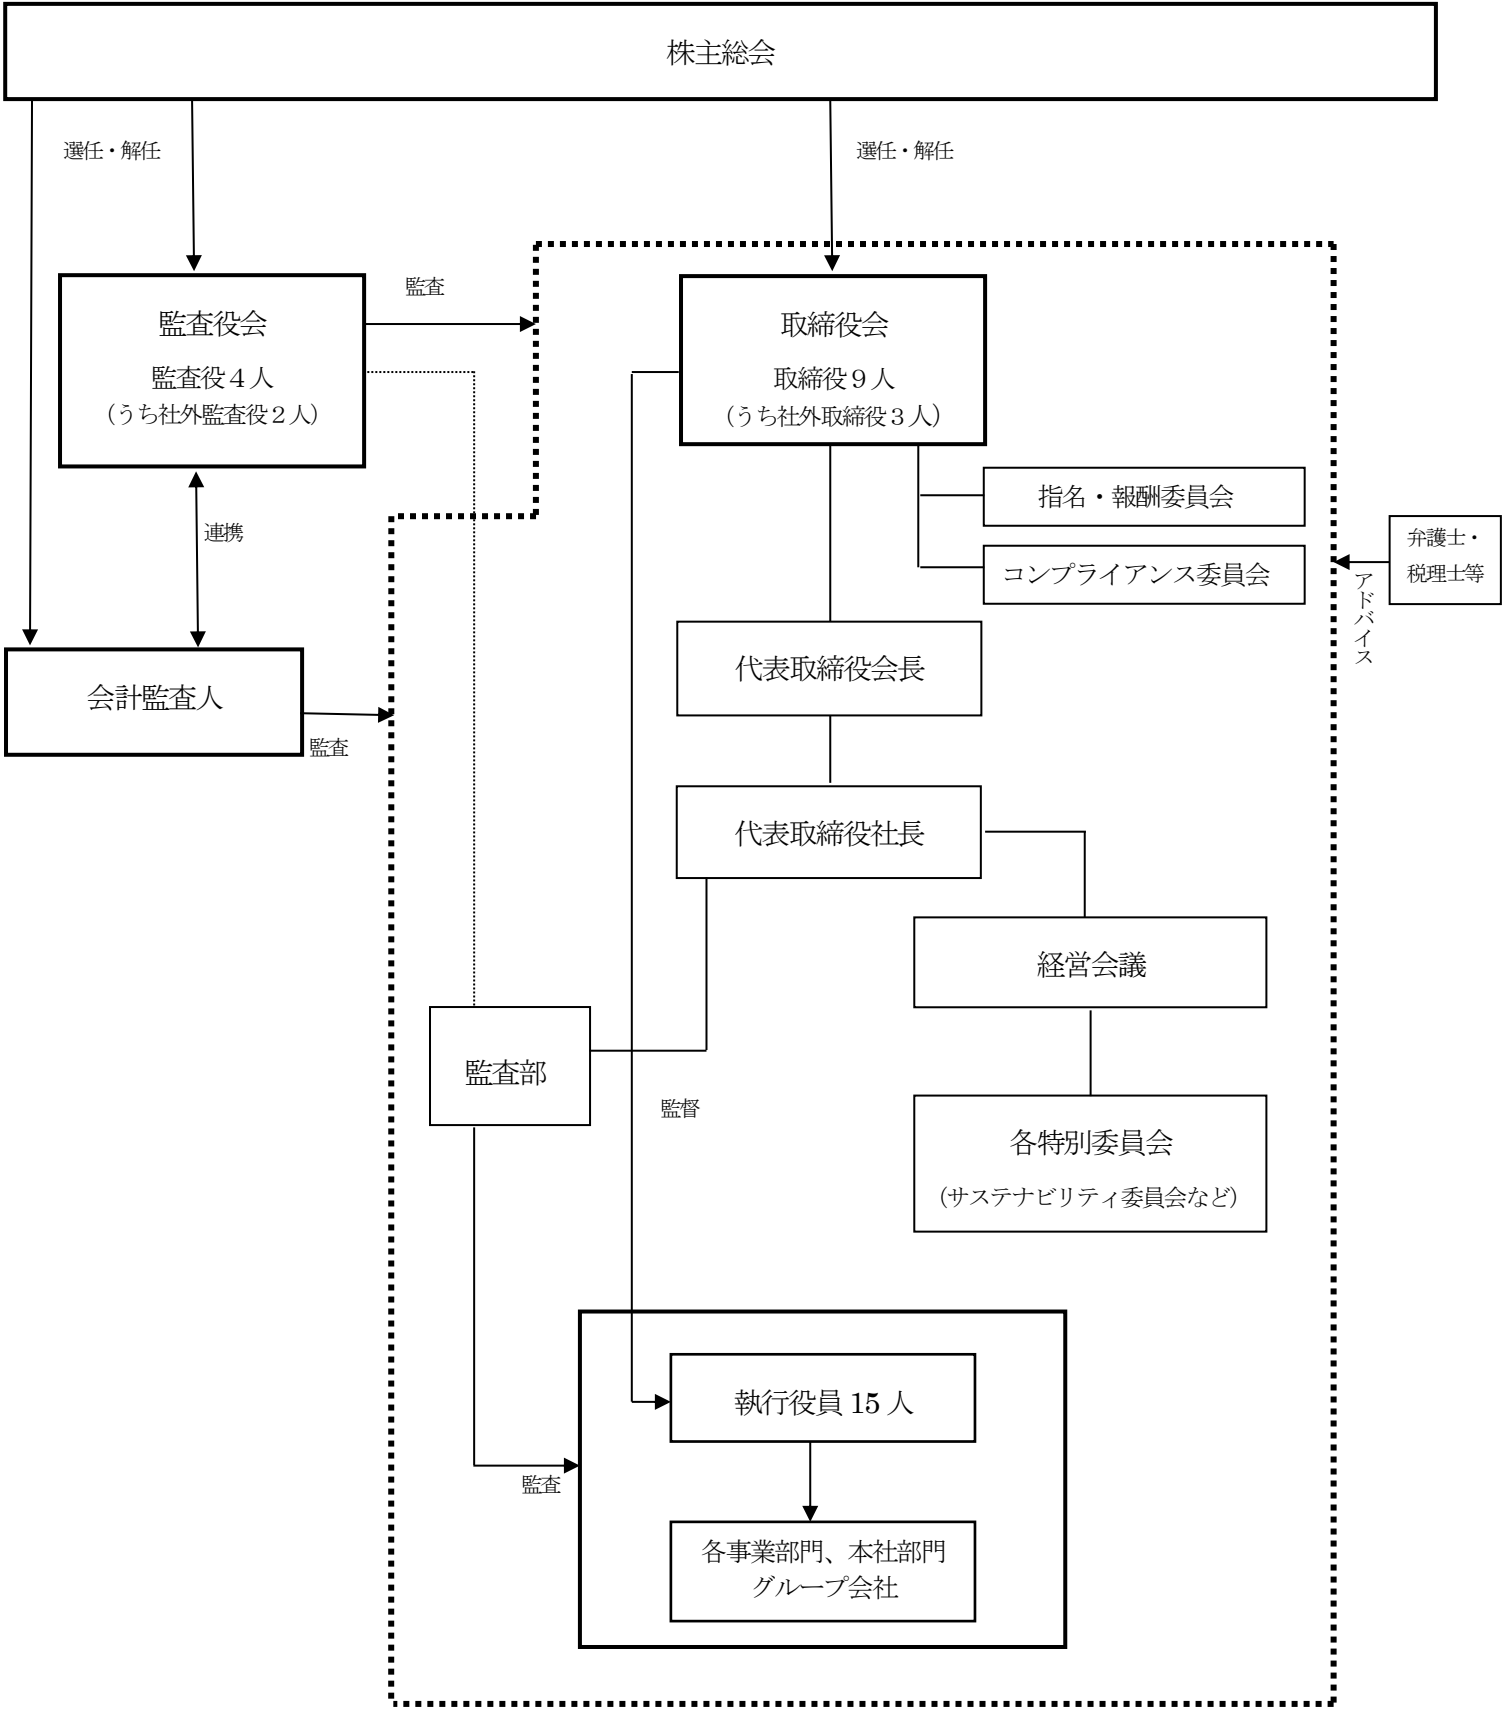 株主総会
選任・解任
選任・解任
監査
監査役会
監査役４人
（うち社外監査役２人）
取締役会
取締役９人
（うち社外取締役３人）
指名・報酬委員会
連携
弁護士・
税理士等
コンプライアンス委員会
アドバイス
代表取締役会長
会計監査人
監査
代表取締役社長
経営会議
監査部
監督
各特別委員会
（サステナビリティ委員会など）
執行役員 15 人
監査
各事業部門、本社部門
グループ会社